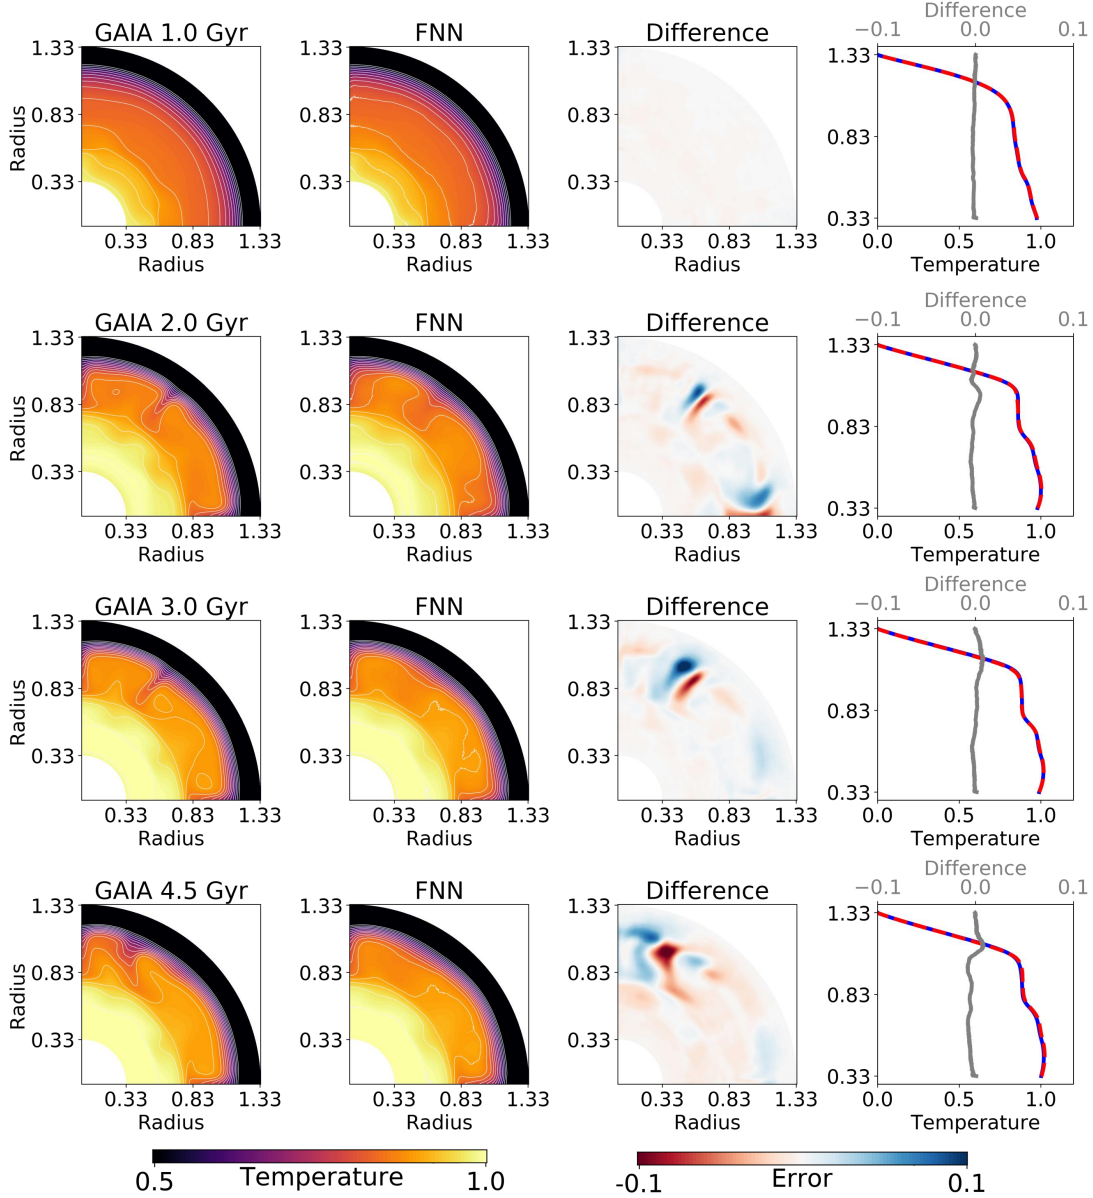 Difference
GAIA 1.0 Gyr FNN Difference −0.1 0.0 0.1
1.33 1.33 1.33 1.33
Radius 0.83 0.83 0.83 0.83
0.33 0.33 0.33 0.33
0.33 0.83 1.33 0.33 0.83 1.33 0.33 0.83 1.33 0.0 0.5 1.0
Radius Radius Radius Temperature
Difference
GAIA 2.0 Gyr FNN Difference −0.1 0.0 0.1
1.33 1.33 1.33 1.33
Radius 0.83 0.83 0.83 0.83
0.33 0.33 0.33 0.33
0.33 0.83 1.33 0.33 0.83 1.33 0.33 0.83 1.33 0.0 0.5 1.0
Radius Radius Radius Temperature
Difference
GAIA 3.0 Gyr FNN Difference −0.1 0.0 0.1
1.33 1.33 1.33 1.33
Radius 0.83 0.83 0.83 0.83
0.33 0.33 0.33 0.33
0.33 0.83 1.33 0.33 0.83 1.33 0.33 0.83 1.33 0.0 0.5 1.0
Radius Radius Radius Temperature
Difference
GAIA 4.5 Gyr FNN Difference −0.1 0.0 0.1
1.33 1.33 1.33 1.33
Radius 0.83 0.83 0.83 0.83
0.33 0.33 0.33 0.33
0.33 0.83 1.33 0.33 0.83 1.33 0.33 0.83 1.33 0.0 0.5 1.0
Radius Radius Radius Temperature
0.5 Temperature 1.0 -0.1 Error 0.1